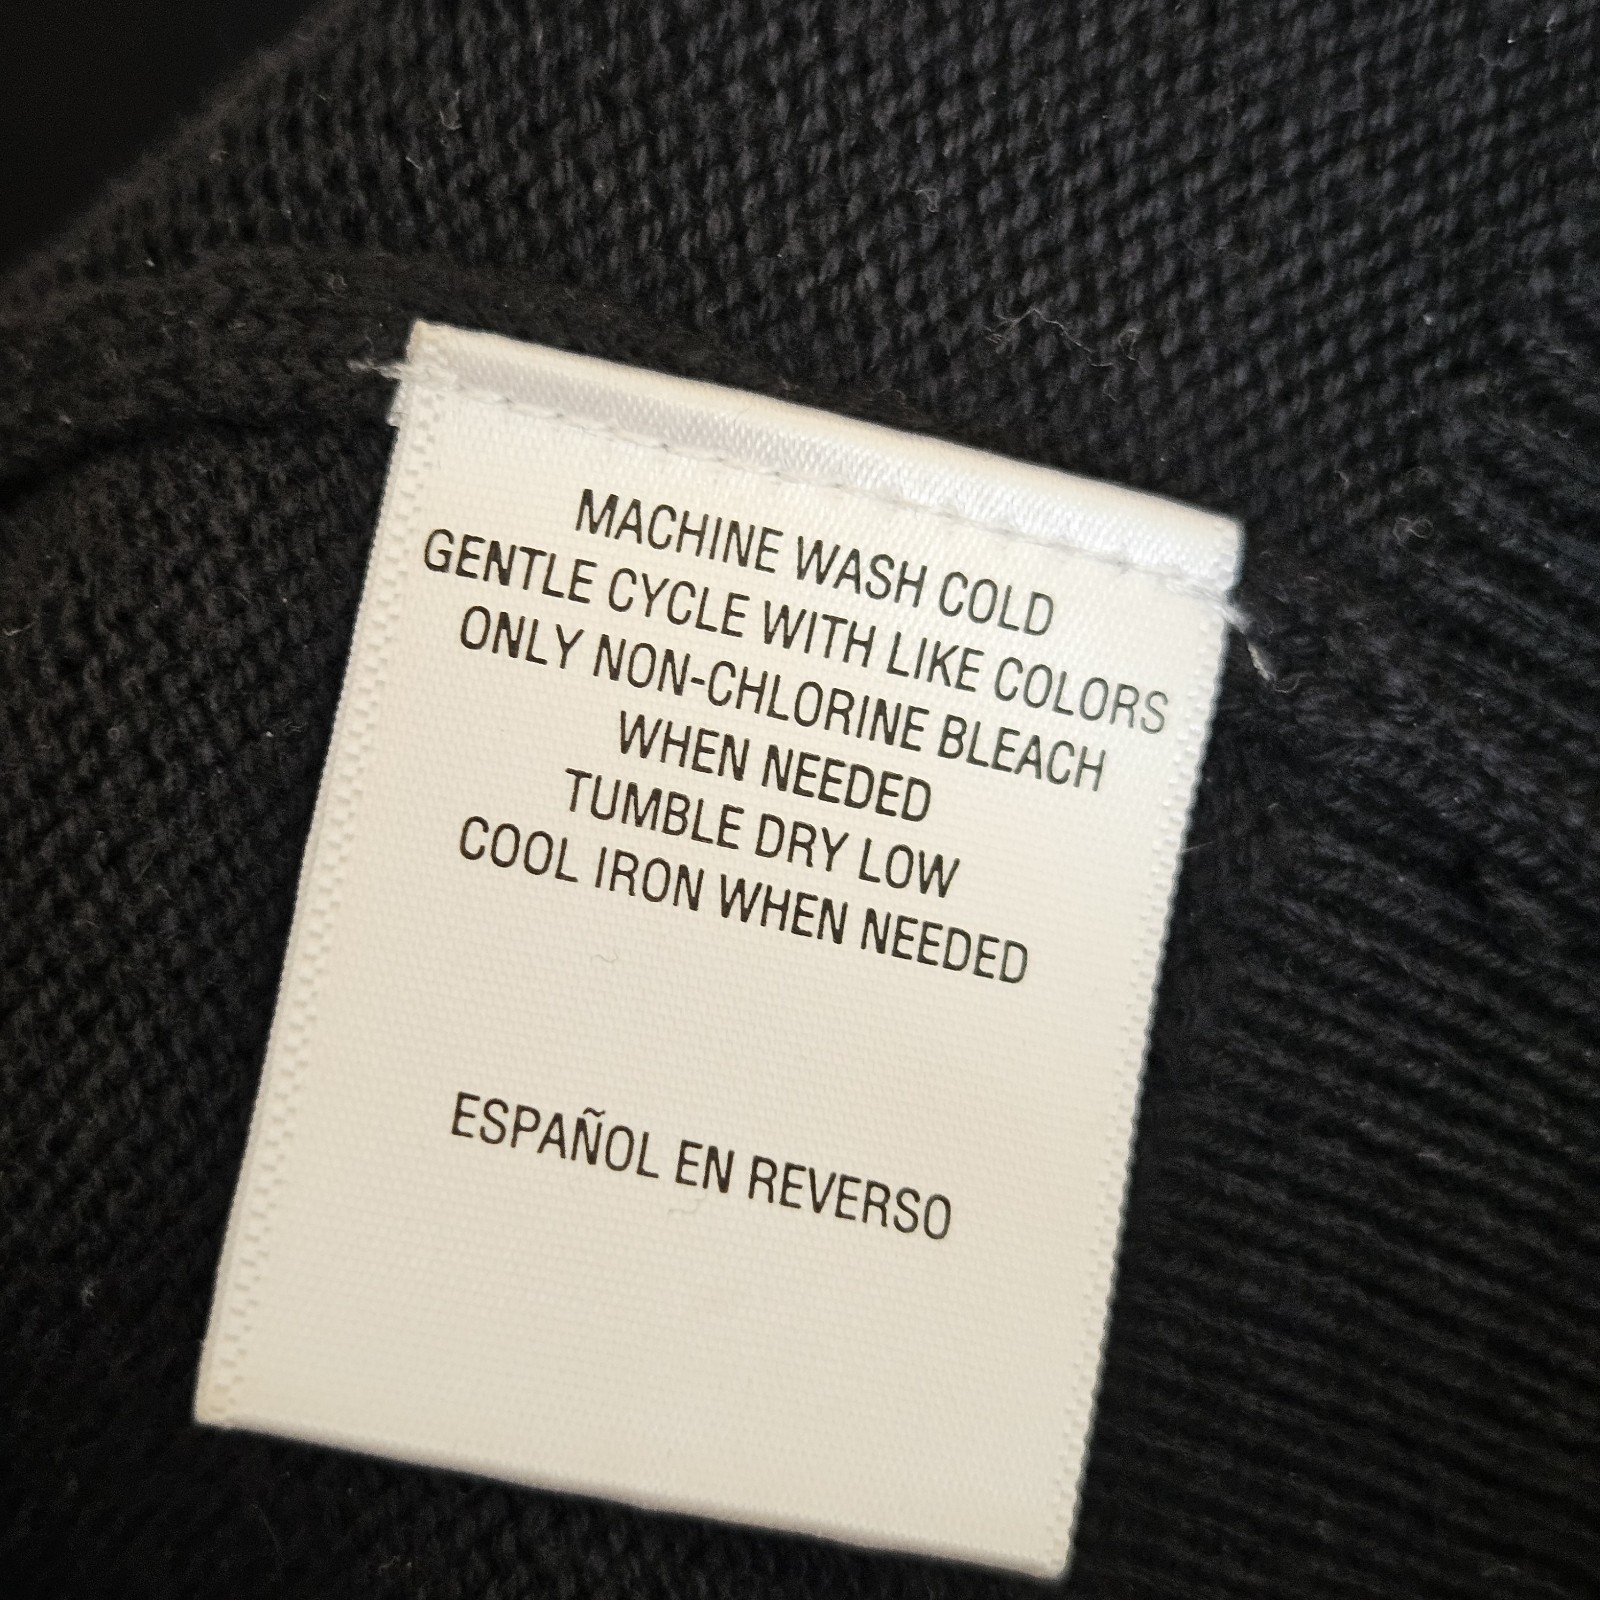 MACHINE WASH COLD
GENTLE CYCLE WITH LIKE COLORS
ONLY NON-CHLORINE BLEACH
WHEN NEEDED
TUMBLE DRY LOW
COOL IRON WHEN NEEDED
ESPAÑOL EN REVERSO